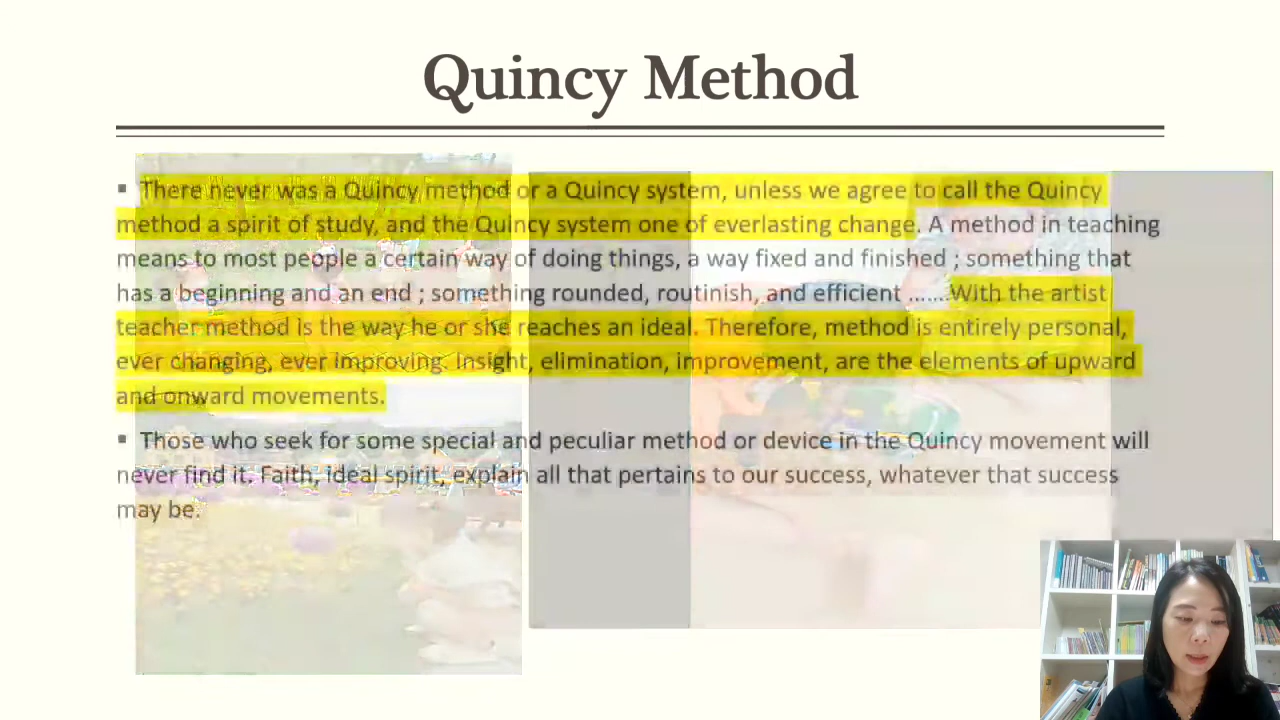 Quincy Method
▪ There never was a Quincy method or a Quincy system, unless we agree to call the Quincy
method a spirit of study, and the Quincy system one of everlasting change. A method in teaching
means to most people a certain way of doing things, a way fixed and finished ; something that
has a beginning and an end ; something rounded, routinish, and efficient .......With the artist
teacher method is the way he or she reaches an ideal. Therefore, method is entirely personal,
ever changing, ever improving. Insight, elimination, improvement, are the elements of upward
and onward movements.
▪ Those who seek for some special and peculiar method or device in the Quincy movement will
never find it. Faith, ideal spirit, explain all that pertains to our success, whatever that success
may be.